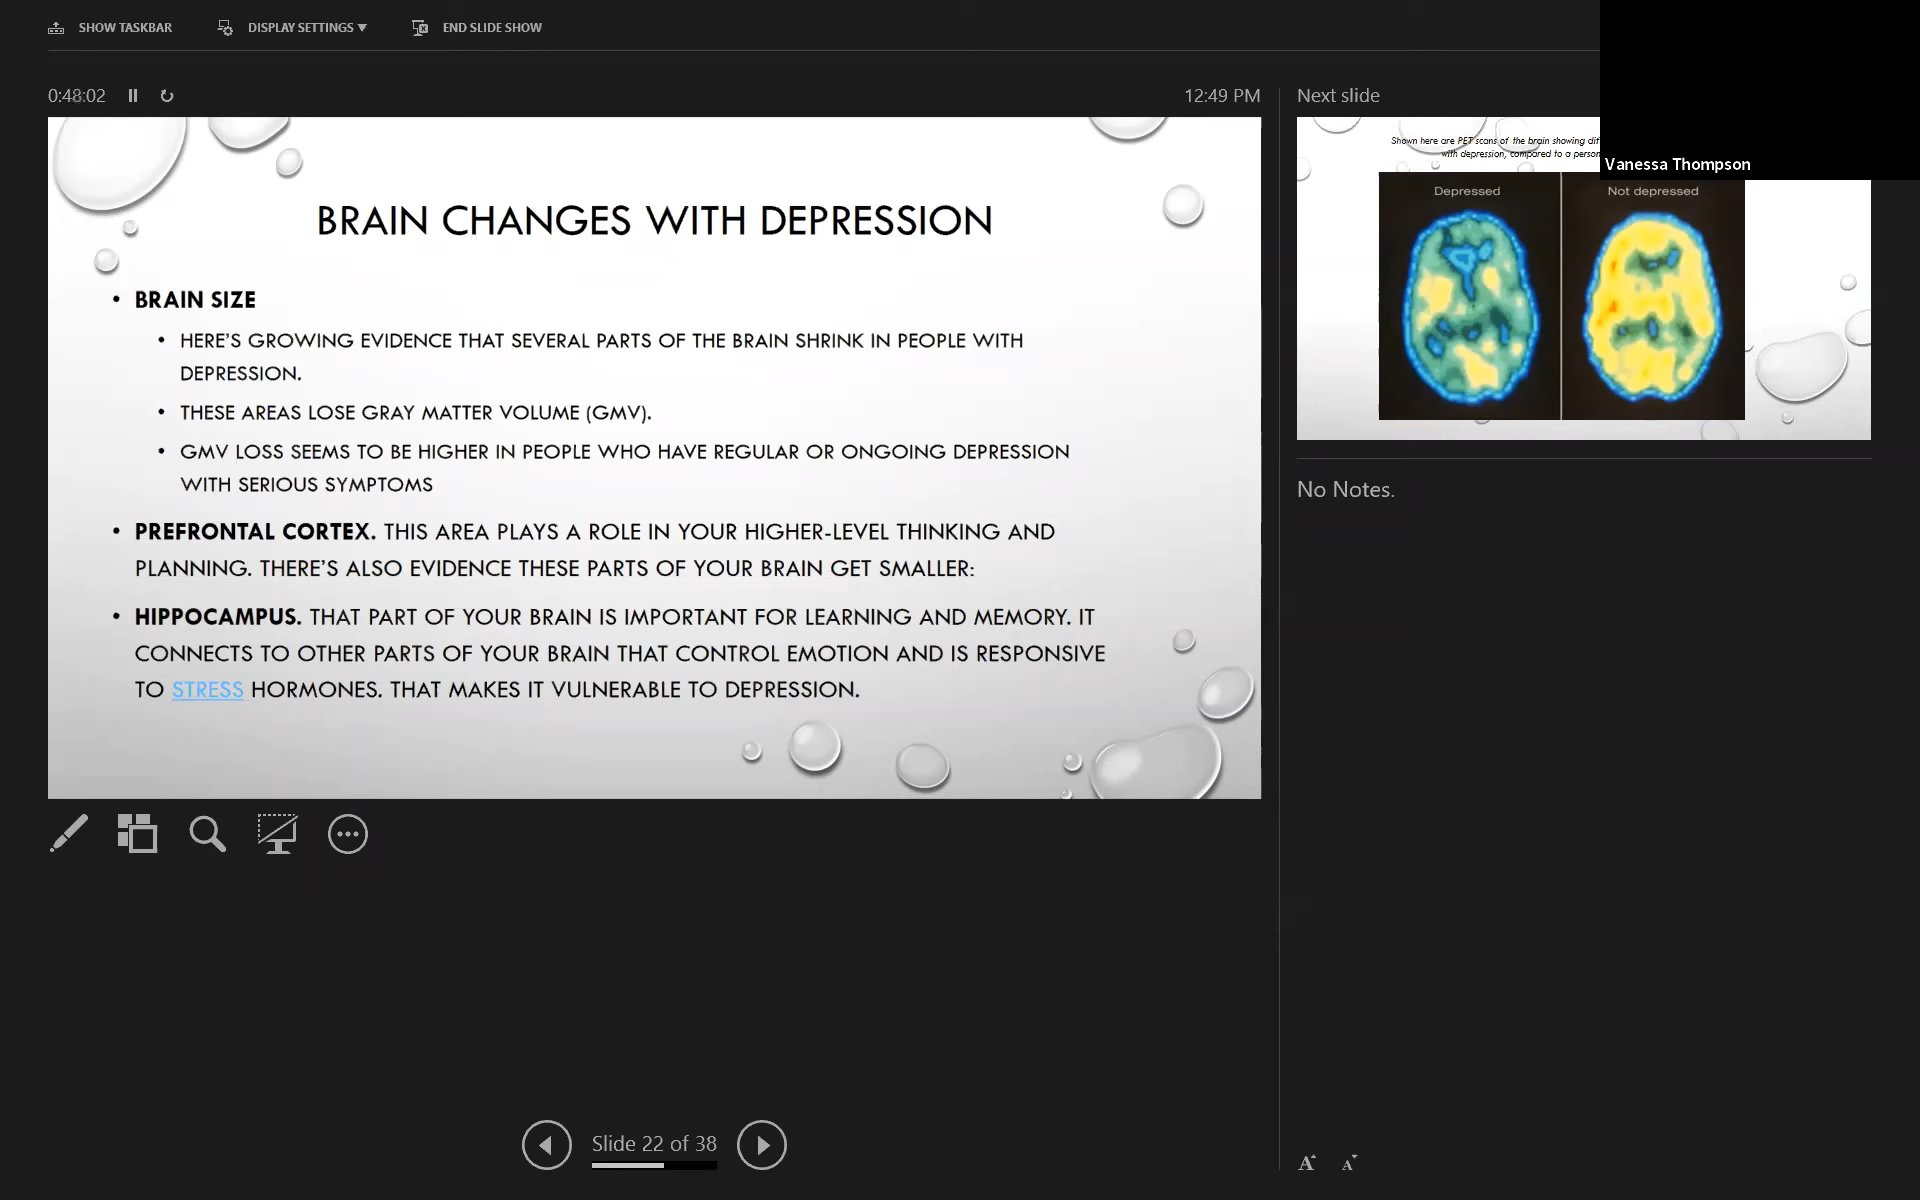 SHOW TASKBAR
DISPLAY SETTINGS
END SLIDE SHOW
0:48:02
12:49 PM
BRAIN CHANGES WITH DEPRESSION
• BRAIN SIZE
• HERE'S GROWING EVIDENCE THAT SEVERAL PARTS OF THE BRAIN SHRINK IN PEOPLE WITH
DEPRESSION.
• THESE AREAS LOSE GRAY MATTER VOLUME (GMV).
• GMV LOSS SEEMS TO BE HIGHER IN PEOPLE WHO HAVE REGULAR OR ONGOING DEPRESSION
WITH SERIOUS SYMPTOMS
• PREFRONTAL CORTEX. THIS AREA PLAYS A ROLE IN YOUR HIGHER-LEVEL THINKING AND
PLANNING. THERE'S ALSO EVIDENCE THESE PARTS OF YOUR BRAIN GET SMALLER:
• HIPPOCAMPUS. THAT PART OF YOUR BRAIN IS IMPORTANT FOR LEARNING AND MEMORY. IT
CONNECTS TO OTHER PARTS OF YOUR BRAIN THAT CONTROL EMOTION AND IS RESPONSIVE
TO STRESS HORMONES. THAT MAKES IT VULNERABLE TO DEPRESSION.
Slide 22 of 38
Next slide
Shown here are PET scans of the brain showing
with depression, compared to a person
Vanessa Thompson
Depressed
Not depressed
No Notes.
A A